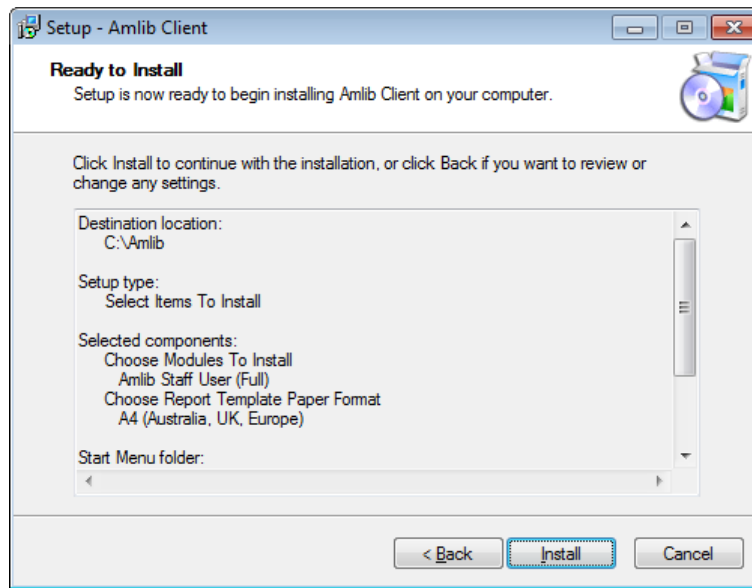 Setup - Amlib Client
Ready to Install
Setup is now ready to begin installing Amlib Client on your computer.
Click Install to continue with the installation, or click Back if you want to review or
change any settings.
Destination location:
C:\Amlib
Setup type:
Select Items To Install
Selected components:
Choose Modules To Install
Amlib Staff User (Full)
Choose Report Template Paper Format
A4 (Australia, UK, Europe)
Start Menu folder:
< Back Install Cancel